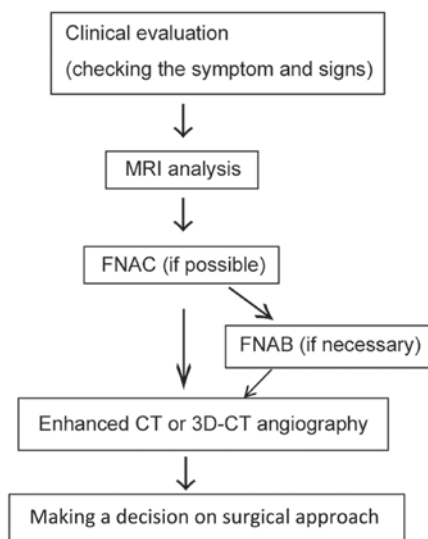 Clinical evaluation
(checking the symptom and signs)
MRI analysis
FNAC (if possible)
FNAB (if necessary)
Enhanced CT or 3D-CT angiography
Making a decision on surgical approach